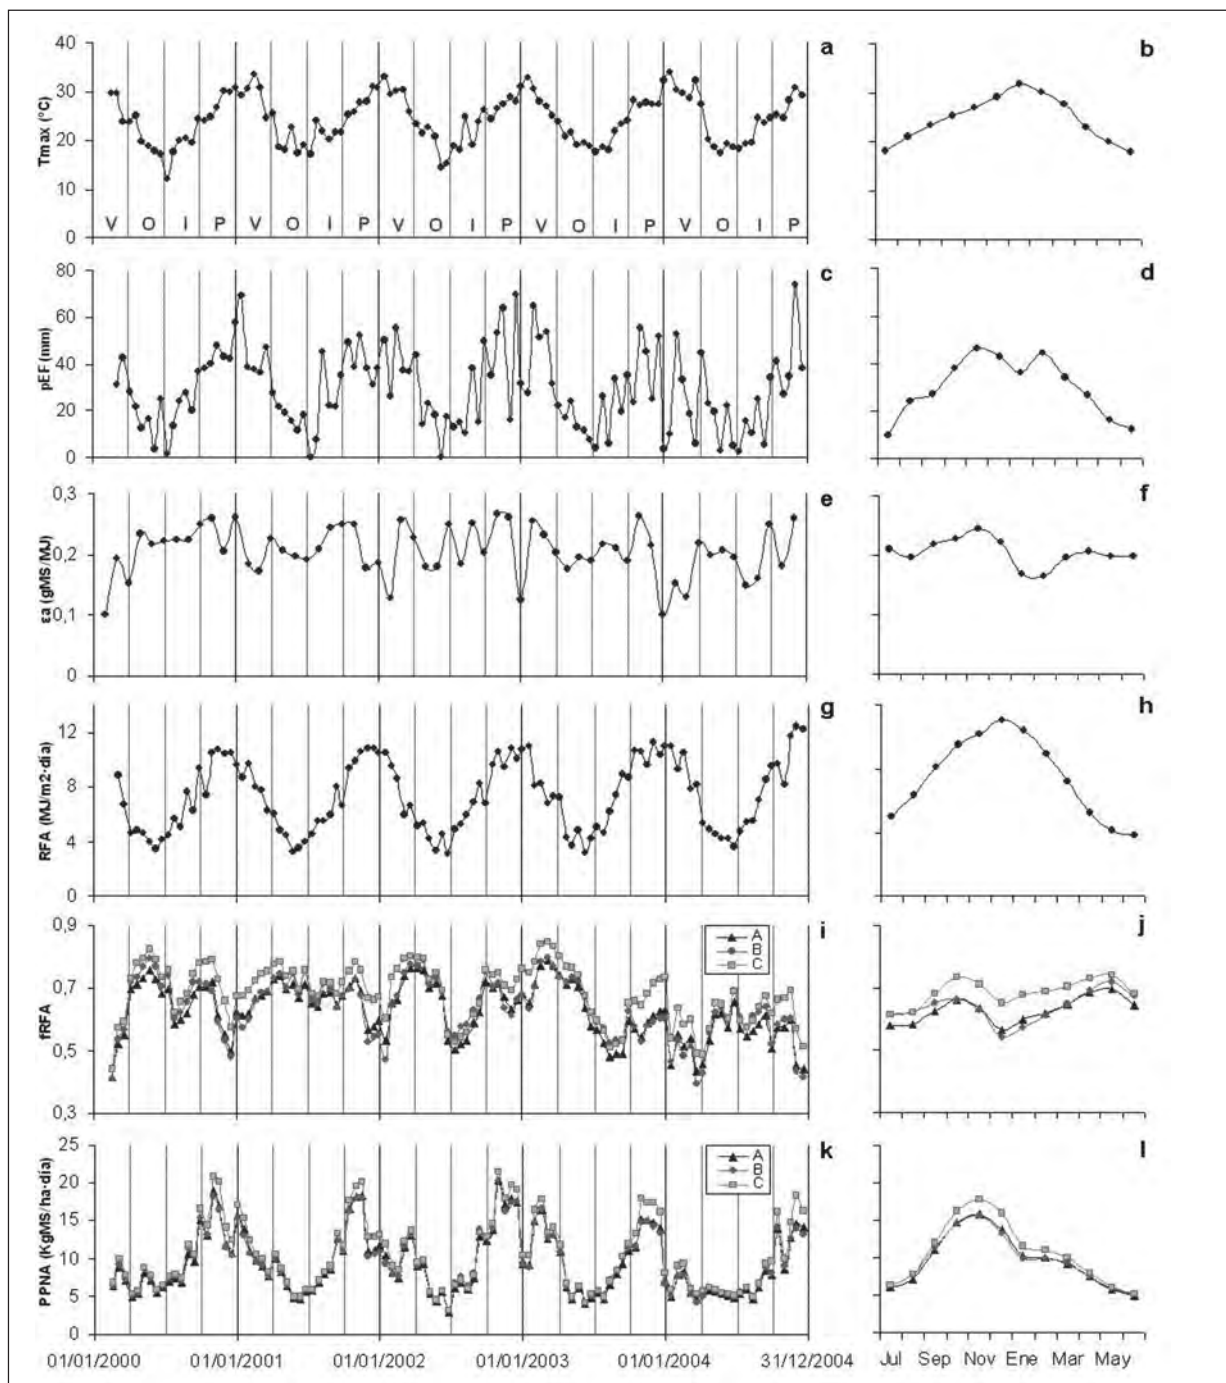 a
b
40
30
20
10
0
Tmax (°C)
V O I P V O I P V O I P V O I P V O I P
c
d
80
60
40
20
0
pEF (mm)
e
f
0,3
0,2
0,1
0
εa (gMS/MJ)
g
h
12
8
4
0
RFA (MJ/m2·dia)
i
j
0,9
0,7
0,5
0,3
fRFA
A
B
C
k
l
25
20
15
10
5
0
PPNA (KgMS/ha·dia)
A
B
C
01/01/2000 01/01/2001 01/01/2002 01/01/2003 01/01/2004 31/12/2004
Jul Sep Nov Ene Mar May